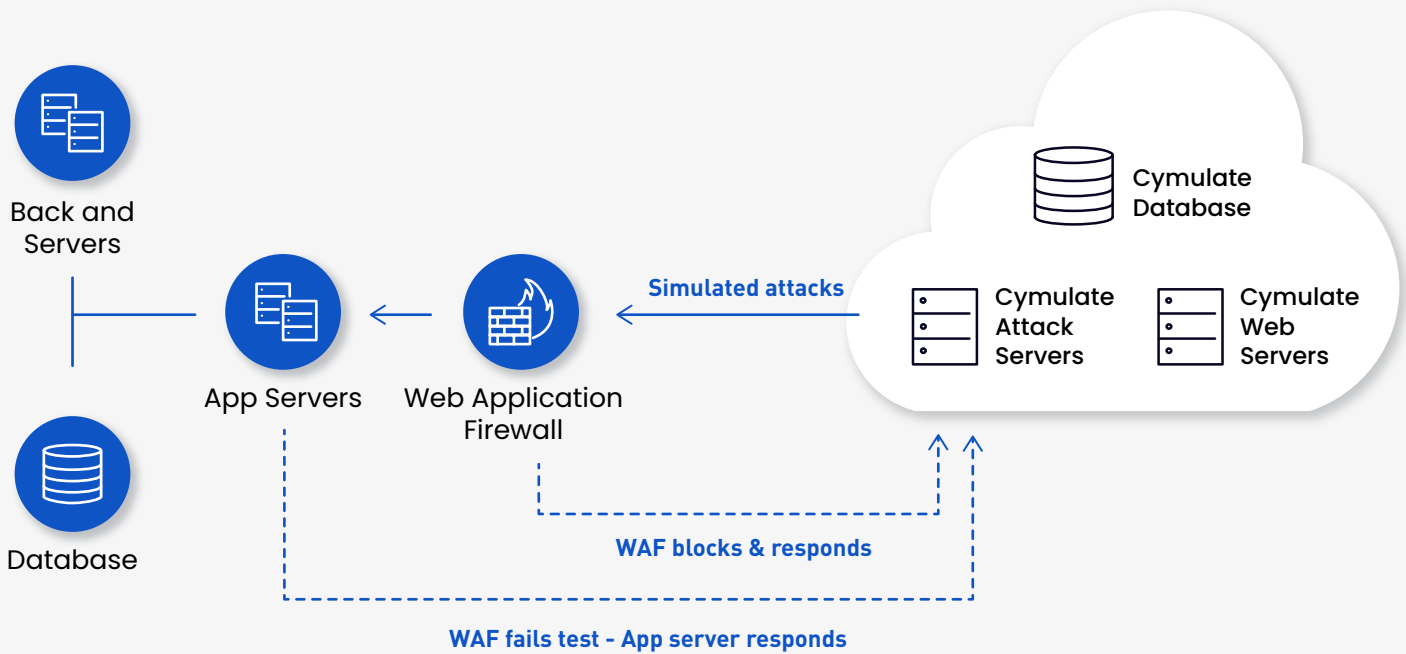 Back and
Servers
Database
App Servers
Web Application
Firewall
Simulated attacks
Cymulate
Database
Cymulate
Attack
Servers
Cymulate
Web
Servers
WAF blocks & responds
WAF fails test - App server responds